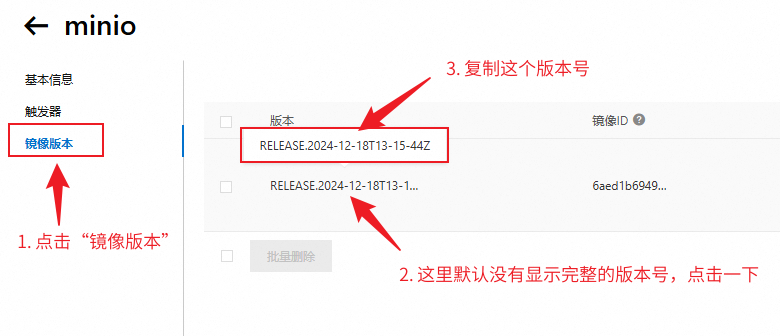 minio
3. 复制这个版本号
基本信息
触发器
镜像版本
版本
镜像ID
RELEASE.2024-12-18T13-15-44Z
RELEASE.2024-12-18T13-1...
6aed1b6949...
1. 点击“镜像版本”
批量删除
2. 这里默认没有显示完整的版本号，点击一下